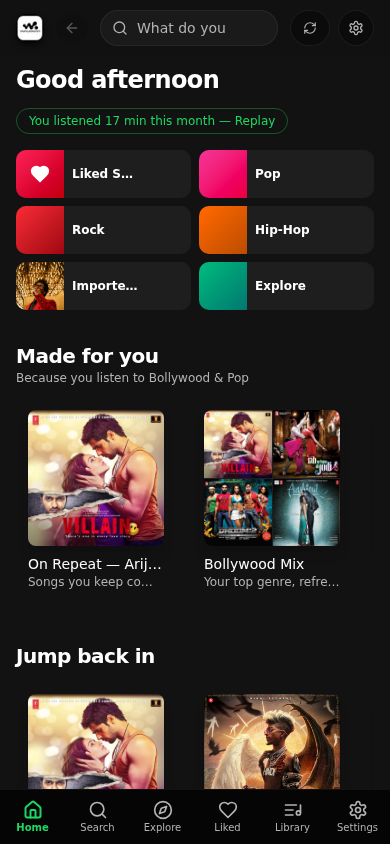 What do you
Good afternoon
You listened 17 min this month — Replay
Liked S...
Pop
Rock
Hip-Hop
Importe...
Explore
Made for you
Because you listen to Bollywood & Pop
VILLAIN
VILLAIN
On Repeat — Arij...
Bollywood Mix
Songs you keep co...
Your top genre, refre...
Jump back in
Home
Search
Explore
Liked
Library
Settings